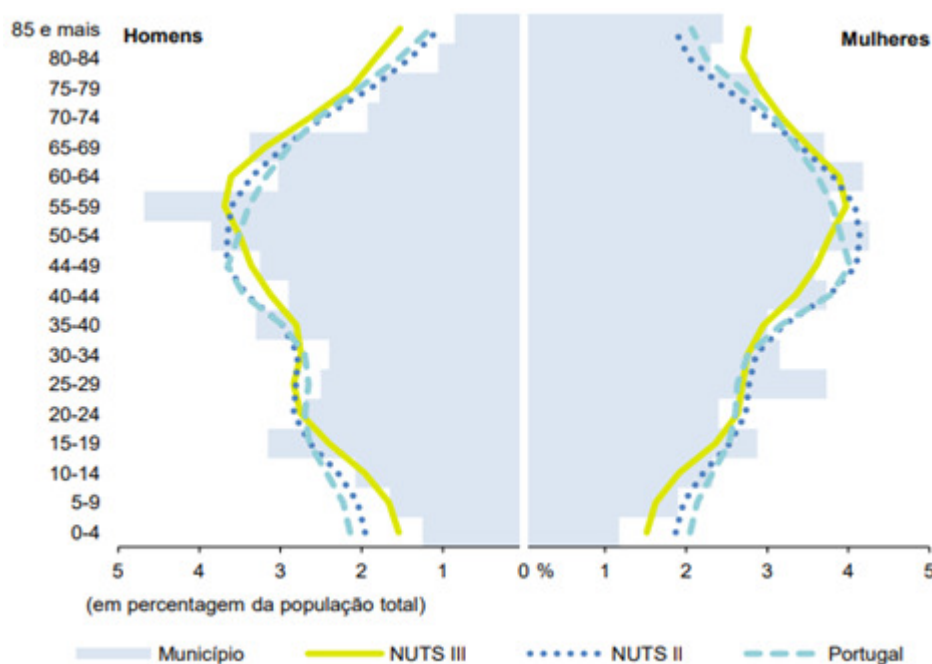 85 e mais
Homens
Mulheres
80-84
75-79
70-74
65-69
60-64
55-59
50-54
44-49
40-44
35-40
30-34
25-29
20-24
15-19
10-14
5-9
0-4
5 4 3 2 1 0 % 1 2 3 4 5
(em percentagem da população total)
Município NUTS III NUTS II Portugal